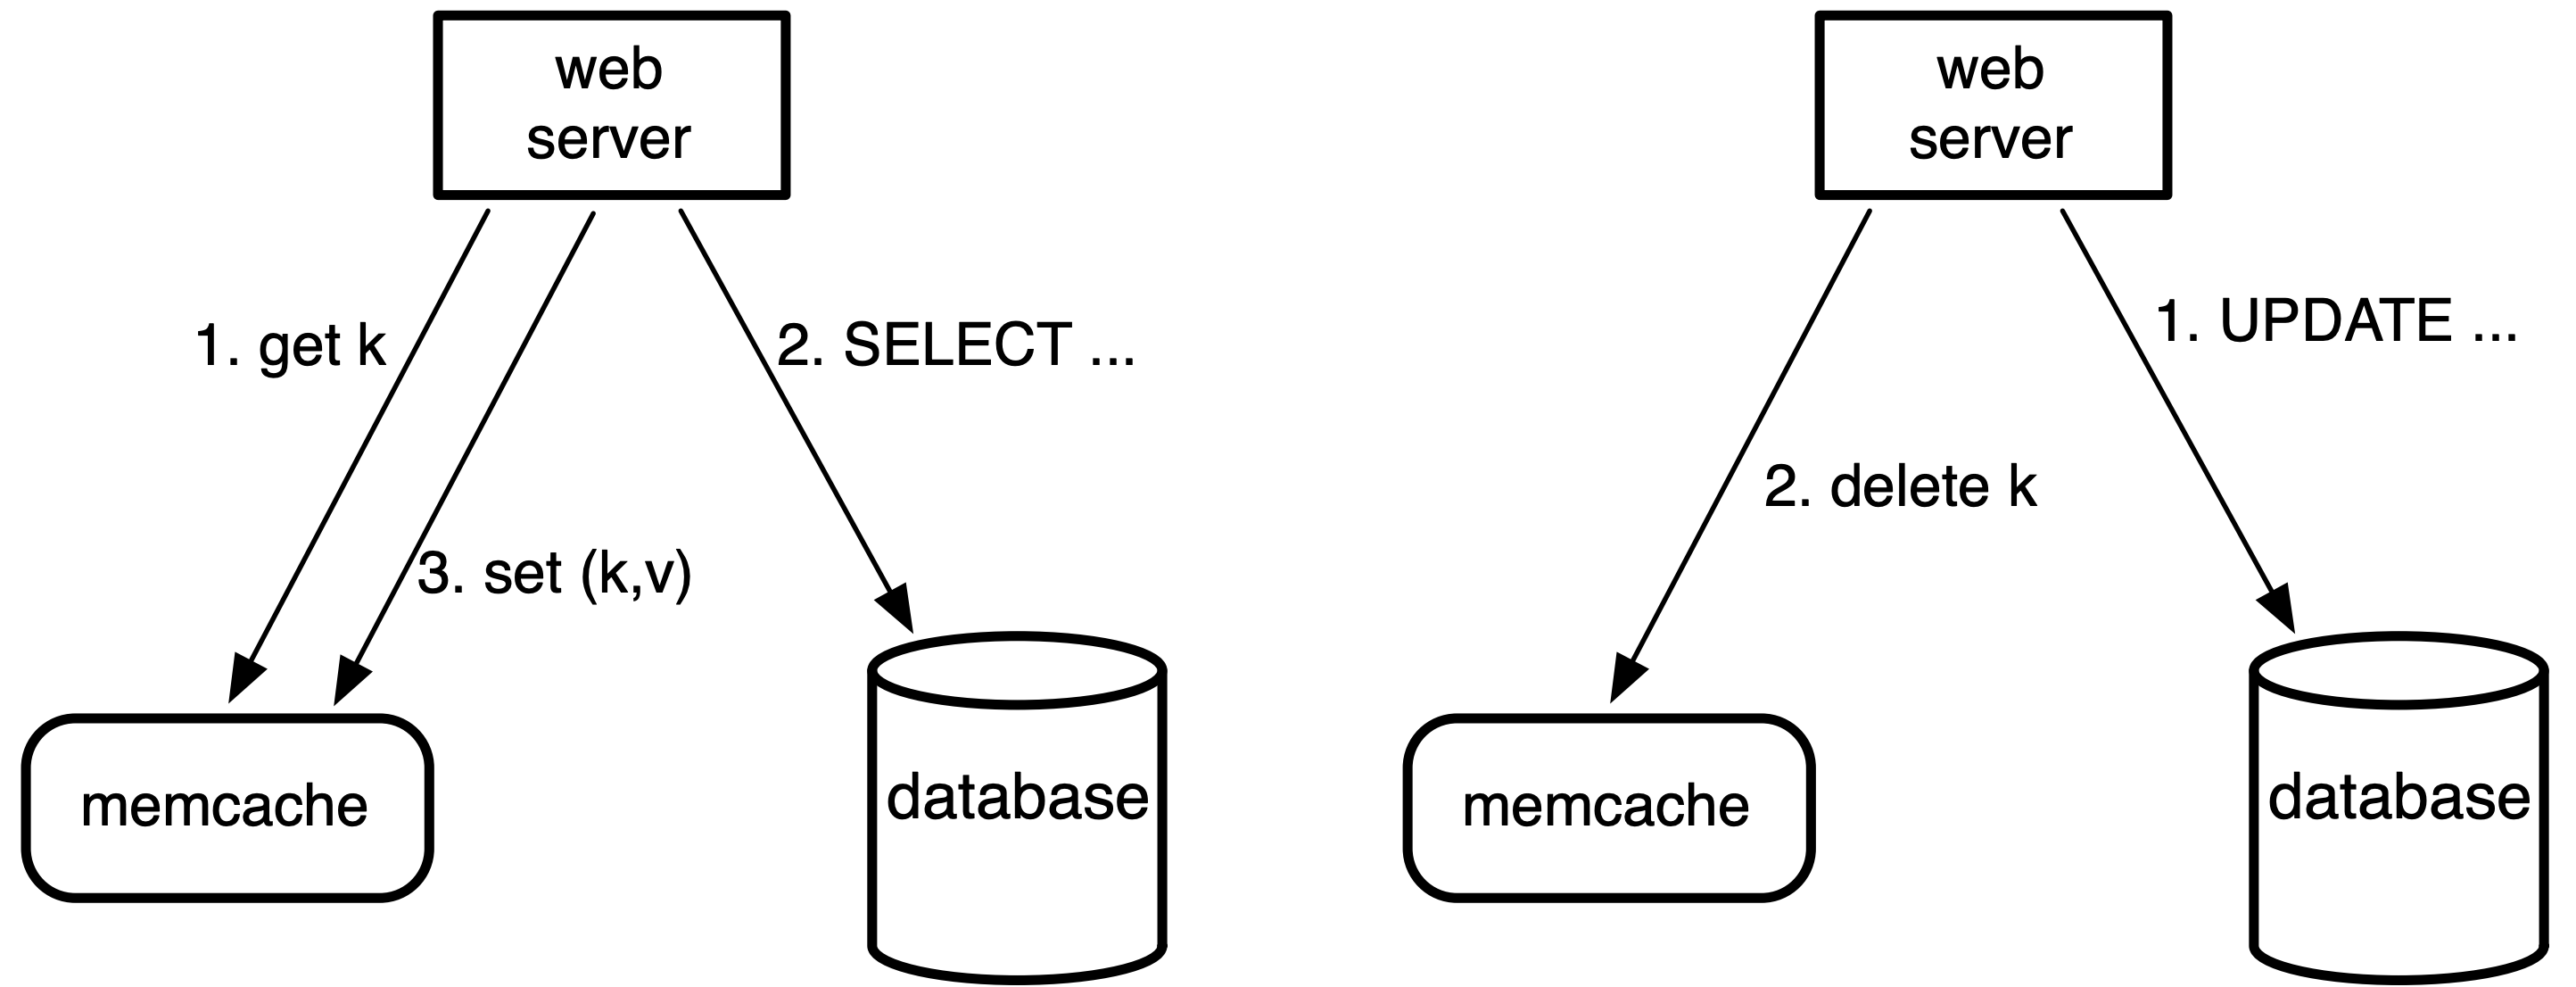 web
server
1. get k
2. SELECT ...
3. set (k,v)
memcache
database
web
server
1. UPDATE ...
2. delete k
memcache
database